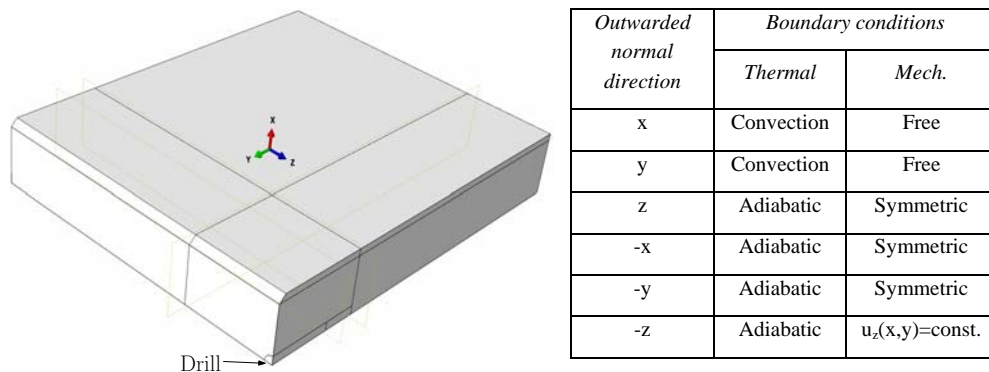 X
Y
Z
Drill
Outwarded normal direction Boundary conditions
Thermal Mech.
x Convection Free
y Convection Free
z Adiabatic Symmetric
-x Adiabatic Symmetric
-y Adiabatic Symmetric
-z Adiabatic u_z(x,y)=const.